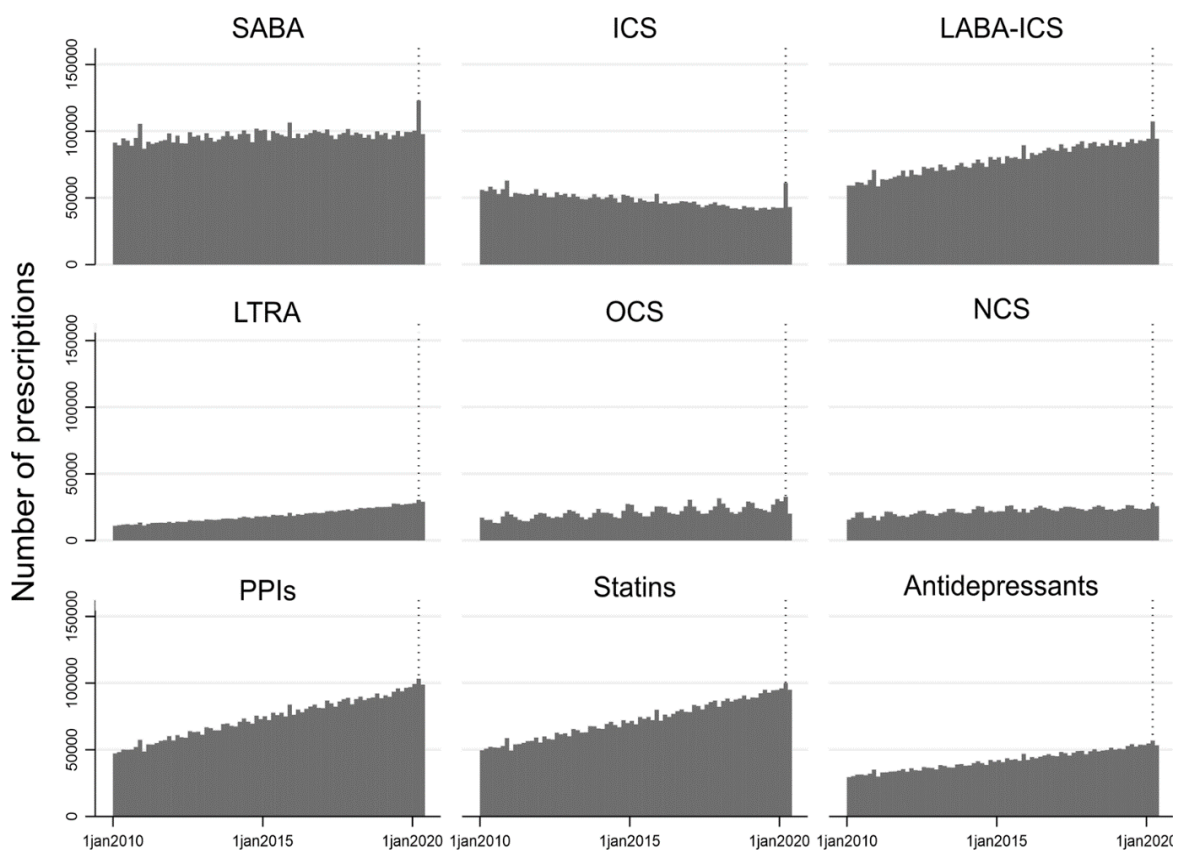 SABA
ICS
LABA-ICS
150000
100000
50000
0
LTRA
OCS
NCS
150000
100000
50000
0
Number of prescriptions
PPIs
Statins
Antidepressants
150000
100000
50000
0
1jan2010
1jan2015
1jan2020
1jan2010
1jan2015
1jan2020
1jan2010
1jan2015
1jan2020